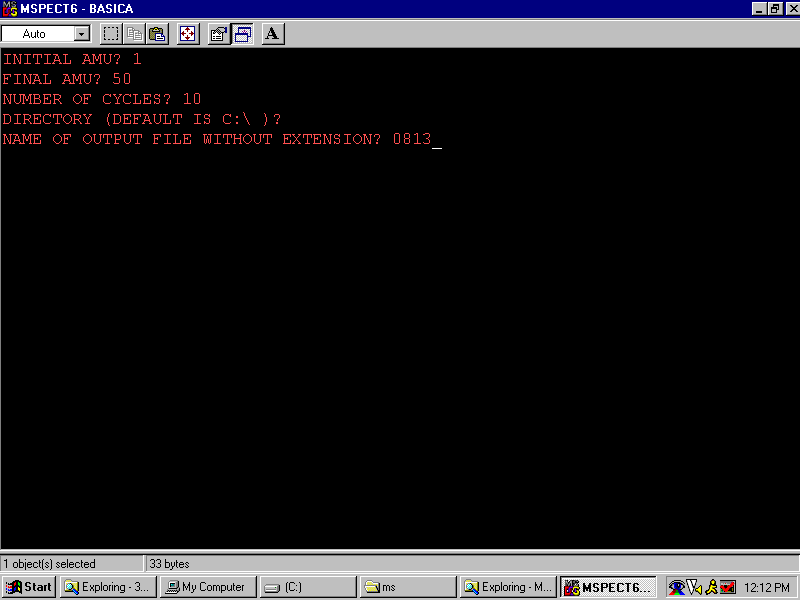 MSPECT6 - BASICA
Auto
A
INITIAL AMU? 1
FINAL AMU? 50
NUMBER OF CYCLES? 10
DIRECTORY (DEFAULT IS C:\ )?
NAME OF OUTPUT FILE WITHOUT EXTENSION? 0813_
1 object(s) selected
33 bytes
Start
Exploring - 3...
My Computer
(C:)
ms
Exploring - M...
MSPECT6...
12:12 PM